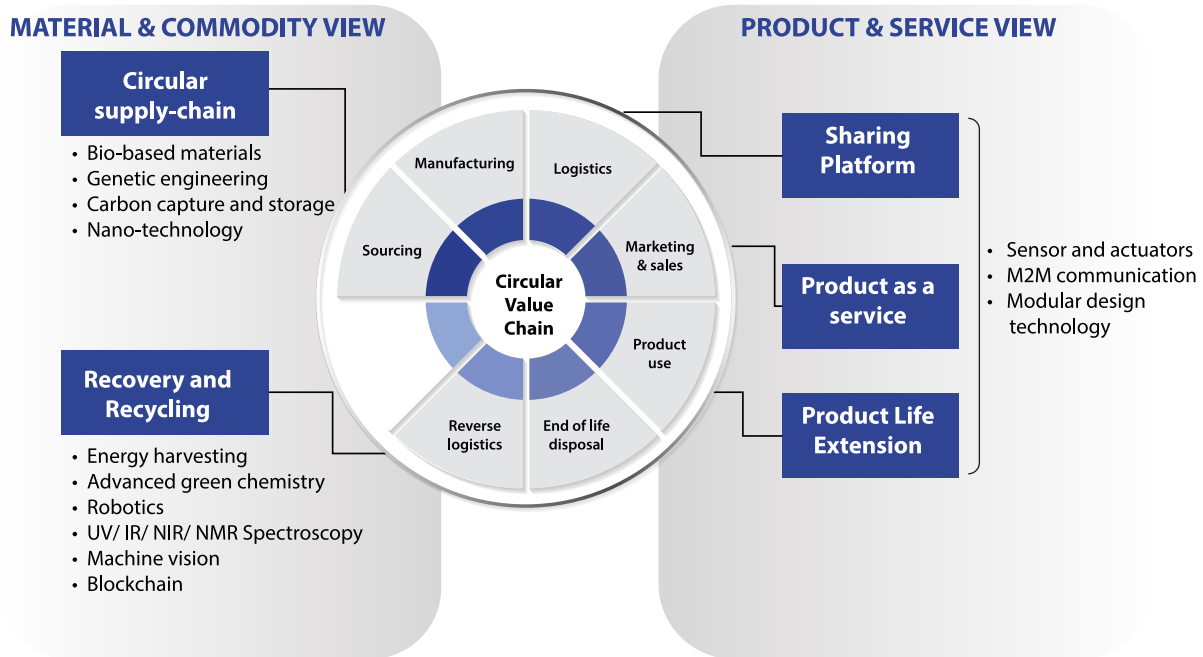 MATERIAL & COMMODITY VIEW
Circular
supply-chain
• Bio-based materials
• Genetic engineering
• Carbon capture and storage
• Nano-technology
Recovery and
Recycling
• Energy harvesting
• Advanced green chemistry
• Robotics
• UV/ IR/ NIR/ NMR Spectroscopy
• Machine vision
• Blockchain
Manufacturing
Logistics
Sourcing
Marketing
& sales
Circular
Value
Chain
Product
use
Reverse
logistics
End of life
disposal
PRODUCT & SERVICE VIEW
Sharing
Platform
Product as a
service
Product Life
Extension
• Sensor and actuators
• M2M communication
• Modular design
technology